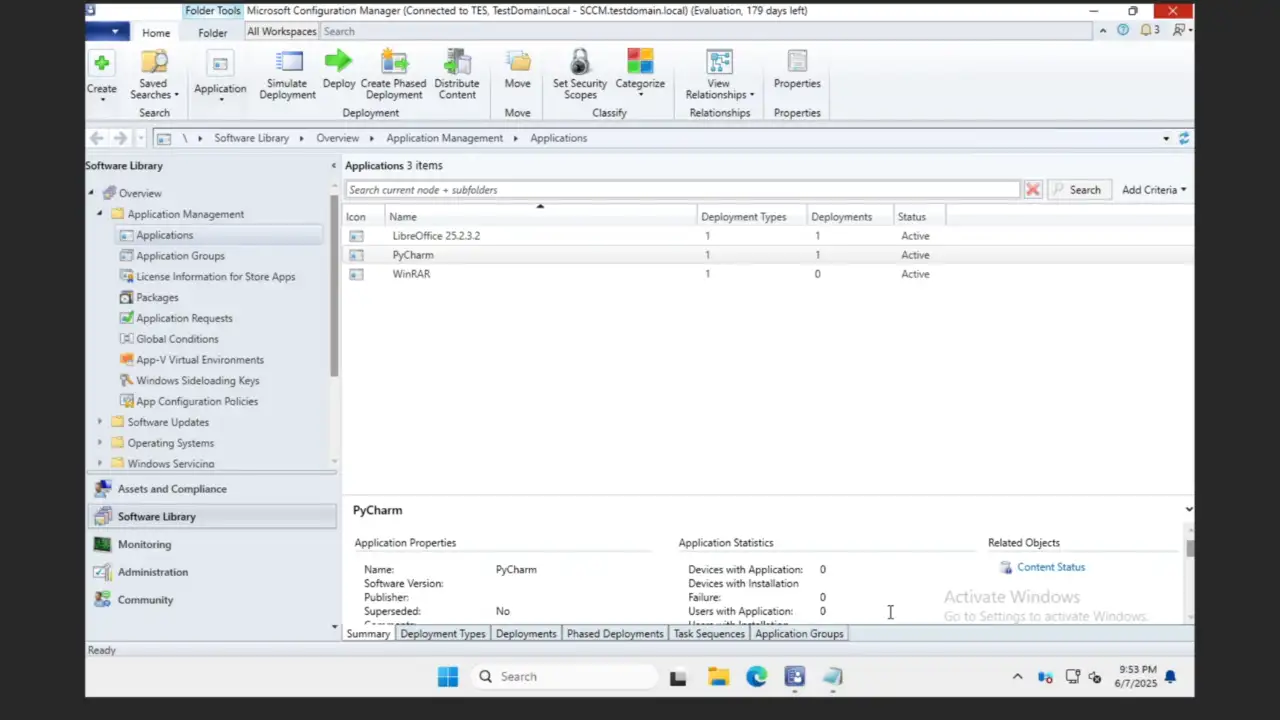 Folder Tools Microsoft Configuration Manager (Connected to TES, TestDomainLocal - SCCM.testdomain.local) (Evaluation, 179 days left)
Home Folder All Workspaces Search 3
Create Saved Searches Application Simulate Deployment Deploy Create Phased Deployment Distribute Content Move Set Security Scopes Categorize View Relationships Properties
Search Deployment Move Classify Relationships Properties
\ Software Library Overview Application Management Applications
Software Library
Overview
Application Management
Applications
Application Groups
License Information for Store Apps
Packages
Application Requests
Global Conditions
App-V Virtual Environments
Windows Sideloading Keys
App Configuration Policies
Software Updates
Operating Systems
Windows Servicing
Assets and Compliance
Software Library
Monitoring
Administration
Community
Applications 3 items
Search current node + subfolders Search Add Criteria
Icon Name Deployment Types Deployments Status
LibreOffice 25.2.3.2 1 1 Active
PyCharm 1 1 Active
WinRAR 1 0 Active
PyCharm
Application Properties
Name: PyCharm
Software Version:
Publisher:
Superseded: No
Comments:
Application Statistics
Devices with Application: 0
Devices with Installation
Failure: 0
Users with Application: 0
Users with Installation
Related Objects
Content Status
Activate Windows
Go to Settings to activate Windows.
Summary Deployment Types Deployments Phased Deployments Task Sequences Application Groups
Ready
Search
9:53 PM
6/7/2025